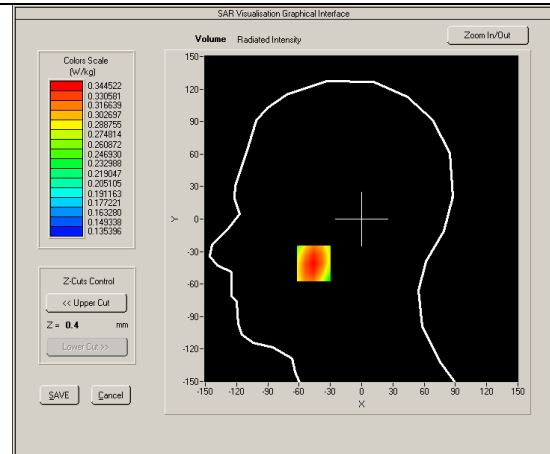 SAR Visualisation Graphical Interface
Volume Radiated Intensity
Zoom In/Out
Colors Scale
(W/kg)
0.344522
0.330581
0.316639
0.302697
0.288755
0.274814
0.260872
0.246930
0.232988
0.219047
0.205105
0.191163
0.177221
0.163280
0.149338
0.135396
Z-Cuts Control
<< Upper Cut
Z = 0.4 mm
Lower Cut >>
SAVE Cancel
150
120
90
60
30
Y 0
-30
-60
-90
-120
-150
-150 -120 -90 -60 -30 0 30 60 90 120 150
X